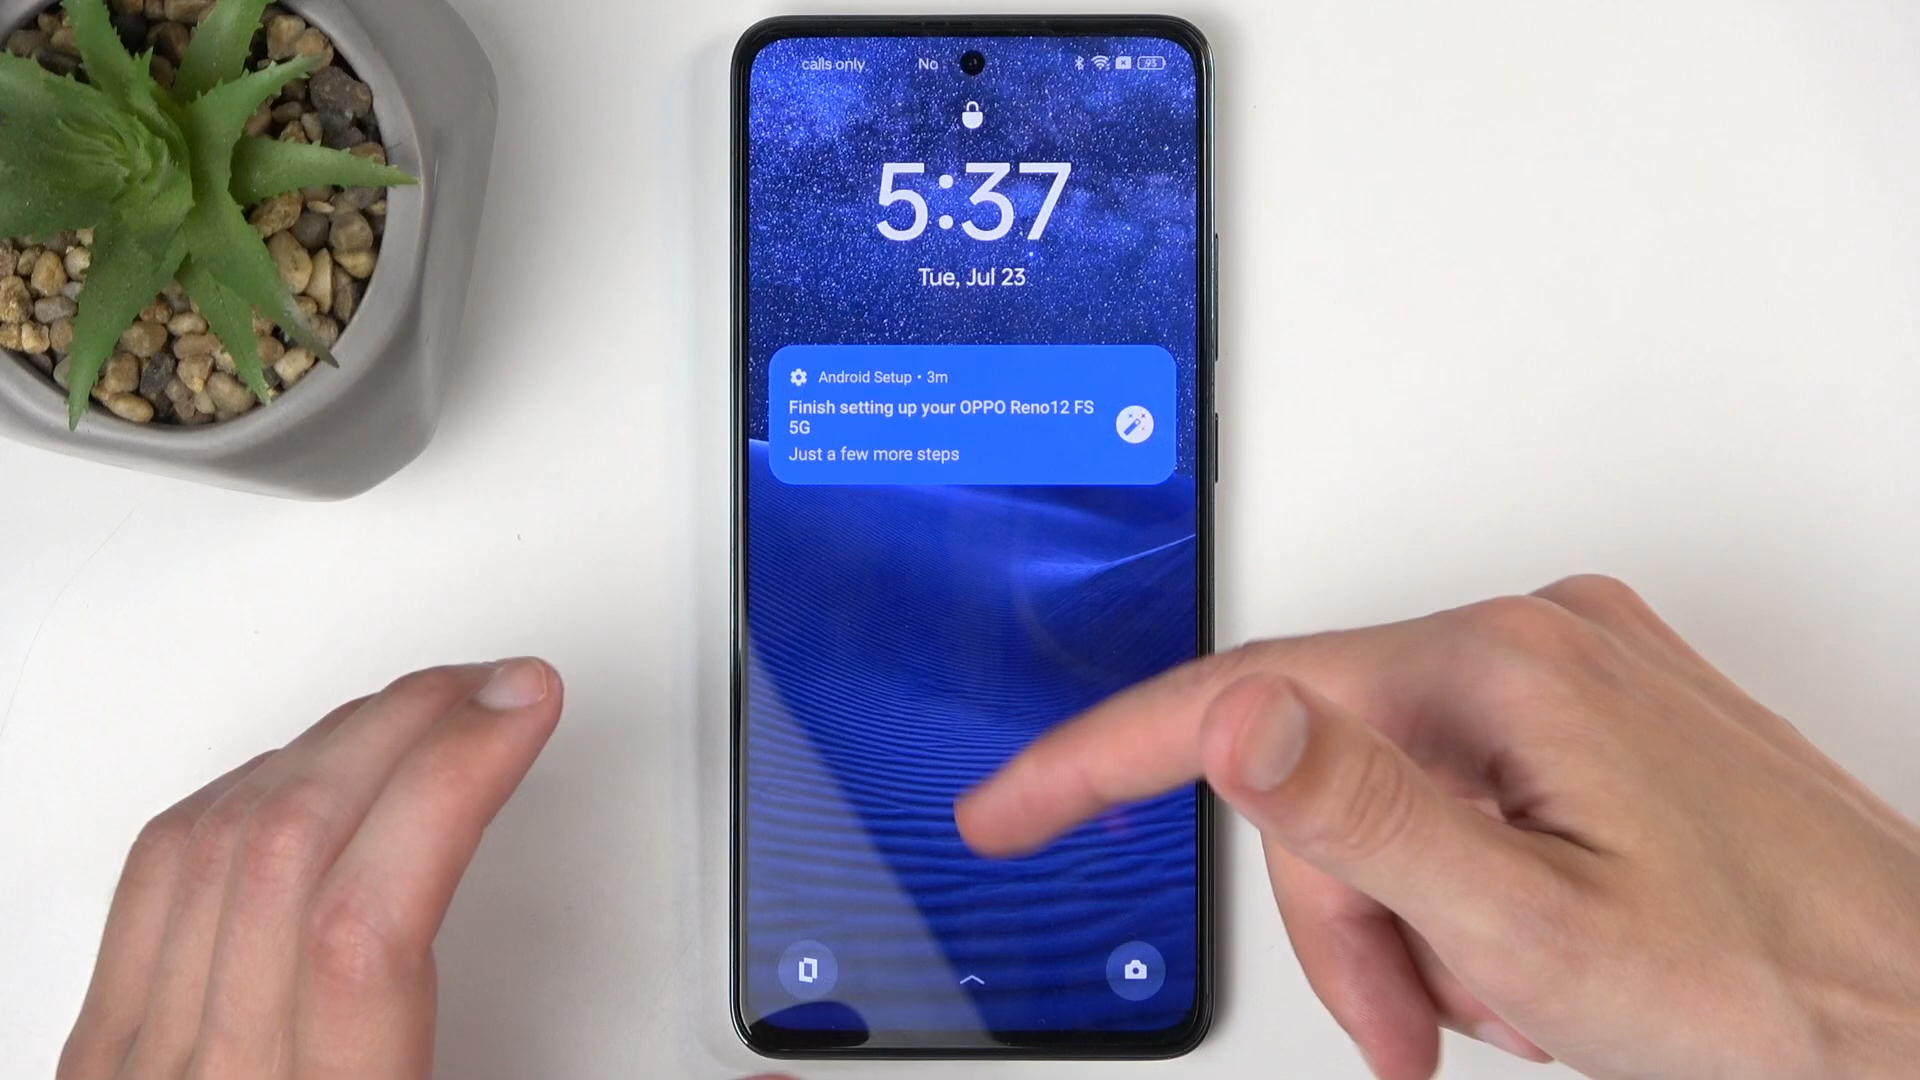 calls only No 93
5:37
Tue, Jul 23
Android Setup • 3m
Finish setting up your OPPO Reno12 FS
5G
Just a few more steps